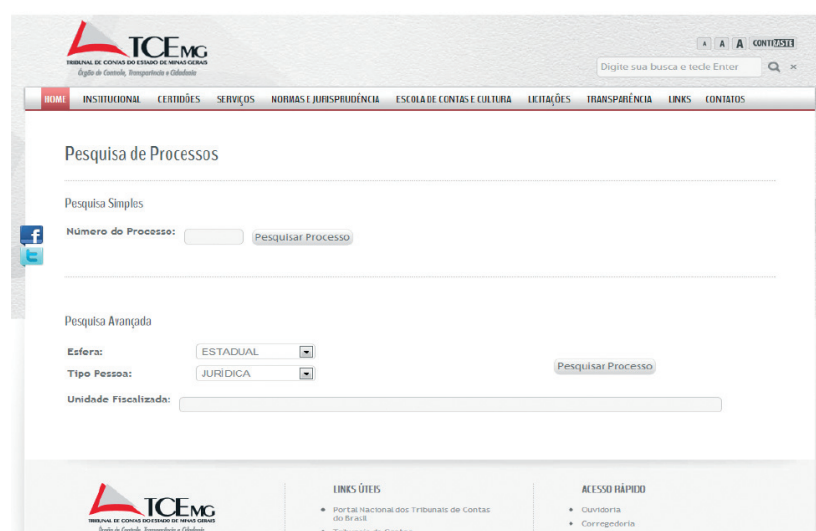 TCEMG
TRIBUNAL DE CONTAS DO ESTADO DE MINAS GERAIS
Órgão de Controle, Transparência e Cidadania
A A A CONTRASTE
Digite sua busca e tecle Enter ×
HOME INSTITUCIONAL CERTIDÕES SERVIÇOS NORMAS E JURISPRUDÊNCIA ESCOLA DE CONTAS E CULTURA LICITAÇÕES TRANSPARÊNCIA LINKS CONTATOS
Pesquisa de Processos
Pesquisa Simples
Número do Processo: Pesquisar Processo
f
t
Pesquisa Avançada
Esfera: ESTADUAL
Tipo Pessoa: JURÍDICA
Pesquisar Processo
Unidade Fiscalizada:
TCEMG
TRIBUNAL DE CONTAS DO ESTADO DE MINAS GERAIS
LINKS ÚTEIS
• Portal Nacional dos Tribunais de Contas
do Brasil
ACESSO RÁPIDO
• Ouvidoria
• Corregedoria